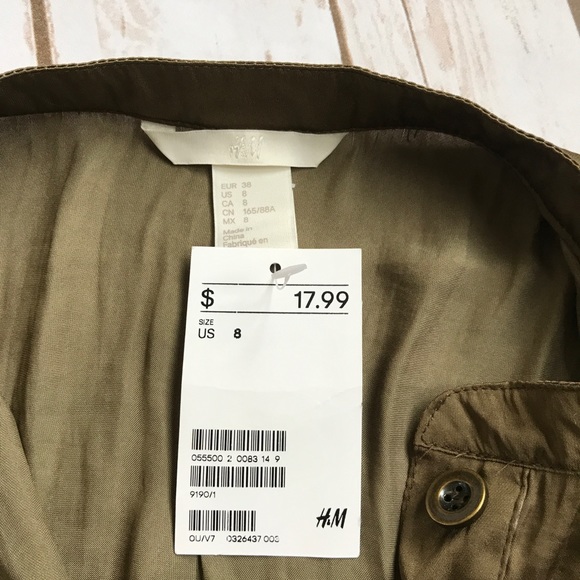 H&M
EUR 38
US 8
CA 8
CN 165/88A
MX 8
Made in
China
Fabriqué en
$ 17.99
SIZE
US 8
055500 2 0083 14 9
9190/1
H&M
OU/V7 0326437 003